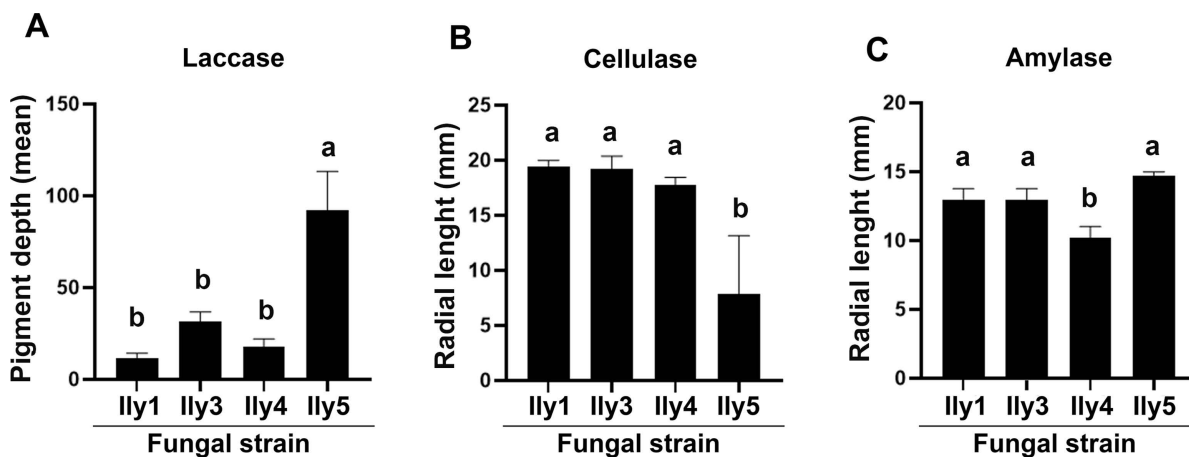 A
Laccase
Pigment depth (mean)
150
100
50
0
b
b
b
a
Ily1 Ily3 Ily4 Ily5
Fungal strain
B
Cellulase
Radial lenght (mm)
25
20
15
10
5
0
a
a
a
b
Ily1 Ily3 Ily4 Ily5
Fungal strain
C
Amylase
Radial lenght (mm)
20
15
10
5
0
a
a
b
a
Ily1 Ily3 Ily4 Ily5
Fungal strain